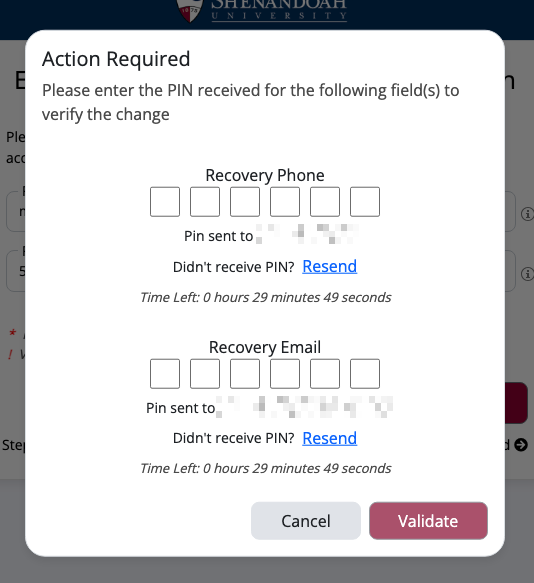 SHENANDOAH
UNIVERSITY
Action Required
Please enter the PIN received for the following field(s) to
verify the change
Recovery Phone
Pin sent to
Didn't receive PIN? Resend
Time Left: 0 hours 29 minutes 49 seconds
Recovery Email
Pin sent to
Didn't receive PIN? Resend
Time Left: 0 hours 29 minutes 49 seconds
Cancel
Validate